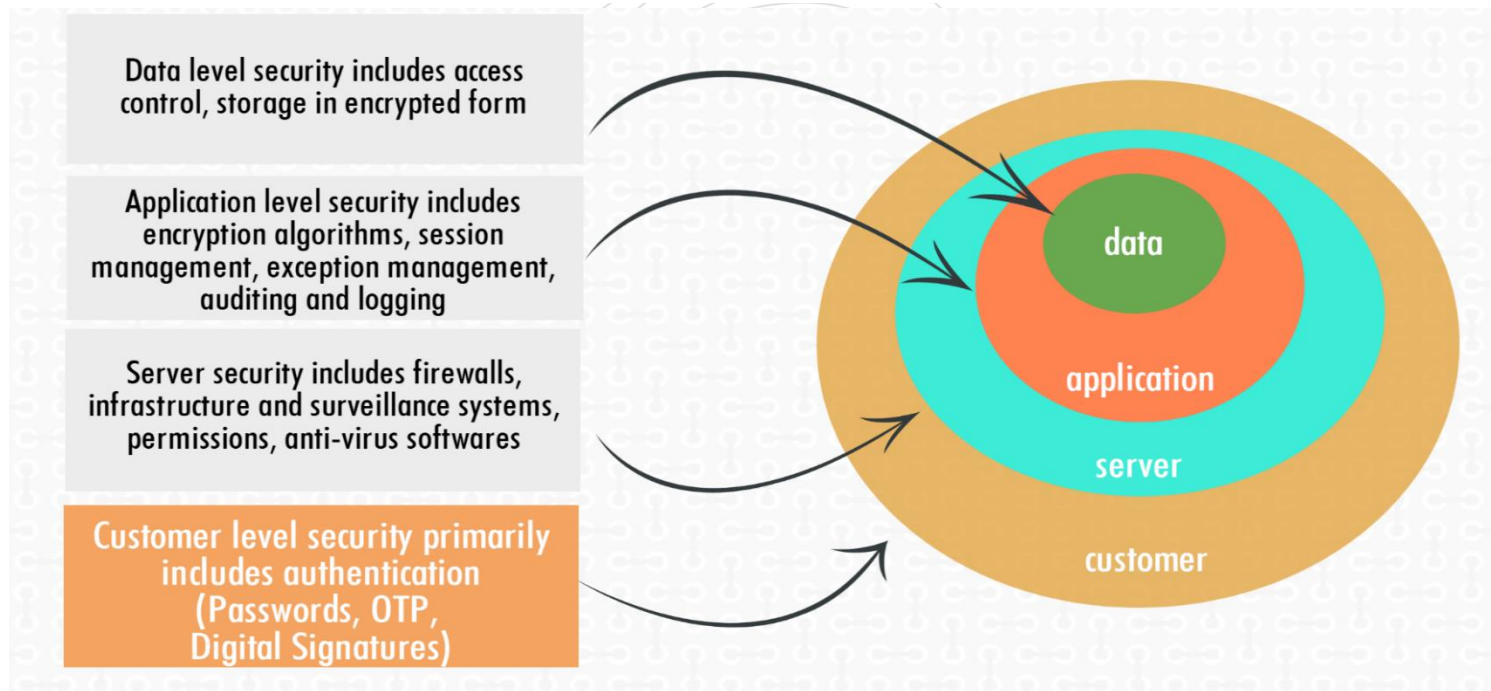 Data level security includes access
control, storage in encrypted form
Application level security includes
encryption algorithms, session
management, exception management,
auditing and logging
Server security includes firewalls,
infrastructure and surveillance systems,
permissions, anti-virus softwares
Customer level security primarily
includes authentication
(Passwords, OTP,
Digital Signatures)
data
application
server
customer